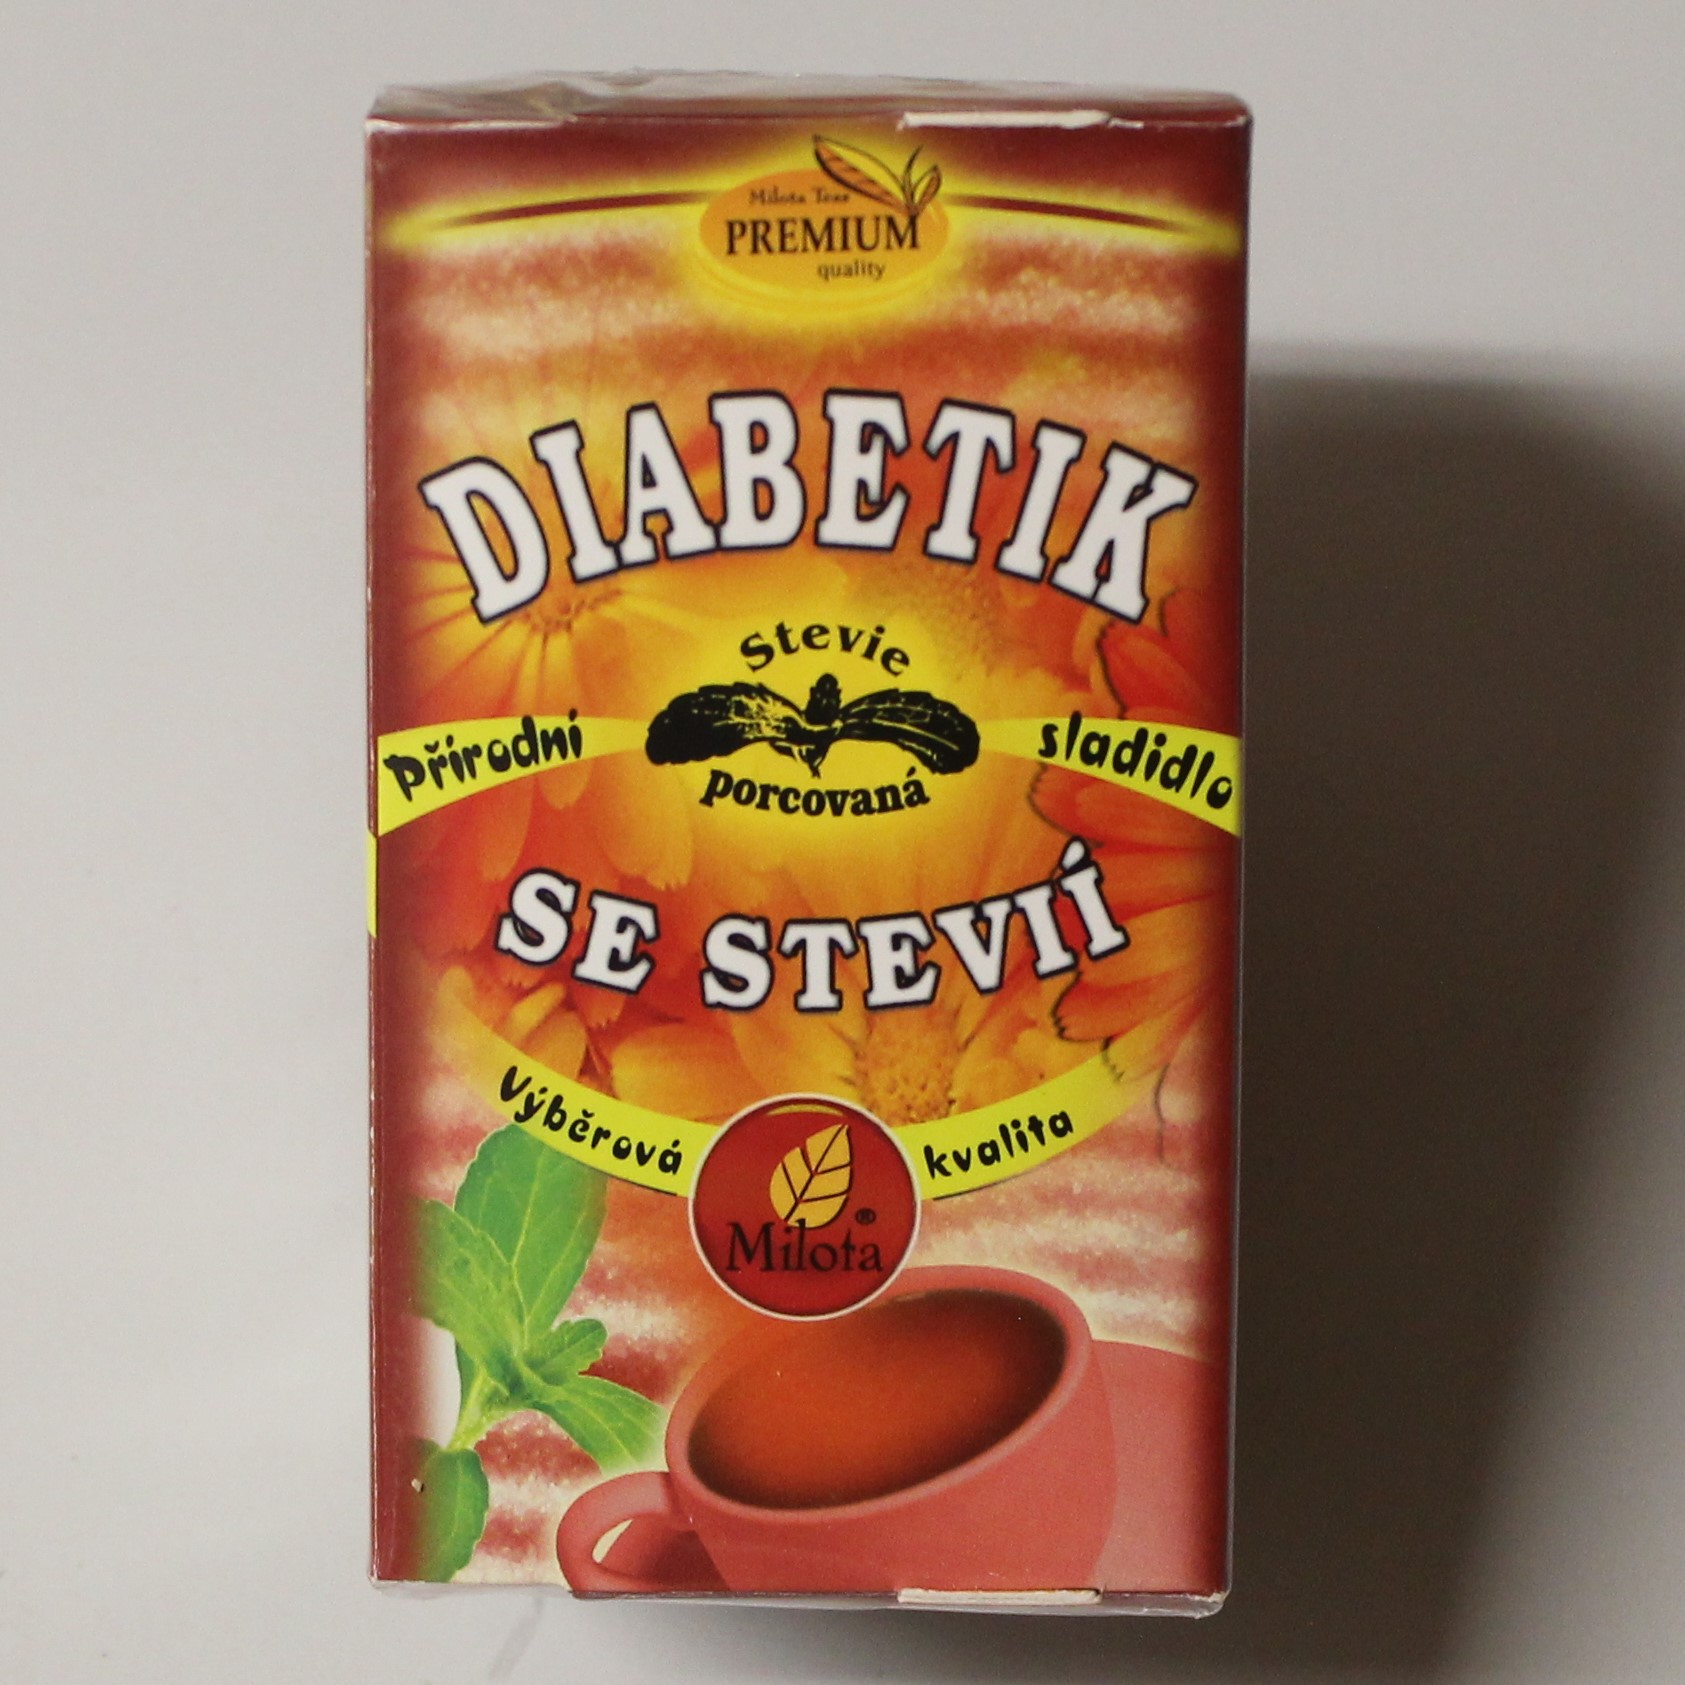 Milota Teas
PREMIUM
quality
DIABETIK
Stevie
Přírodní sladidlo
porcovaná
SE STEVIÍ
Výběrová kvalita
Milota®